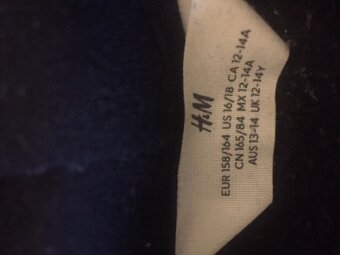 H&M
EUR 158/164 US 16/18 CA 12-14A
CN 165/84 MX 12-14A
AUS 13-14 UK 12-14Y